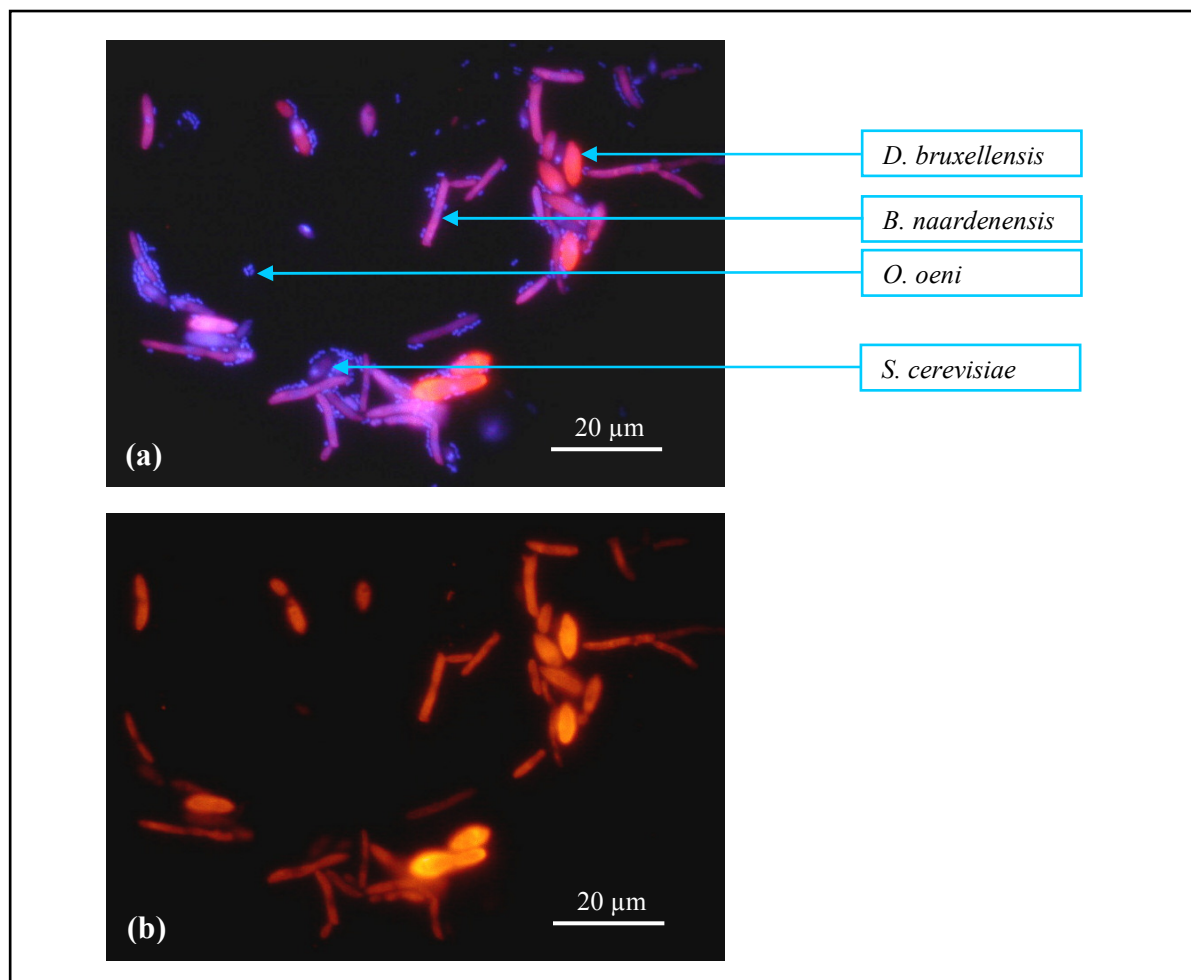 D. bruxellensis
B. naardenensis
O. oeni
S. cerevisiae
20 µm
(a)
20 µm
(b)